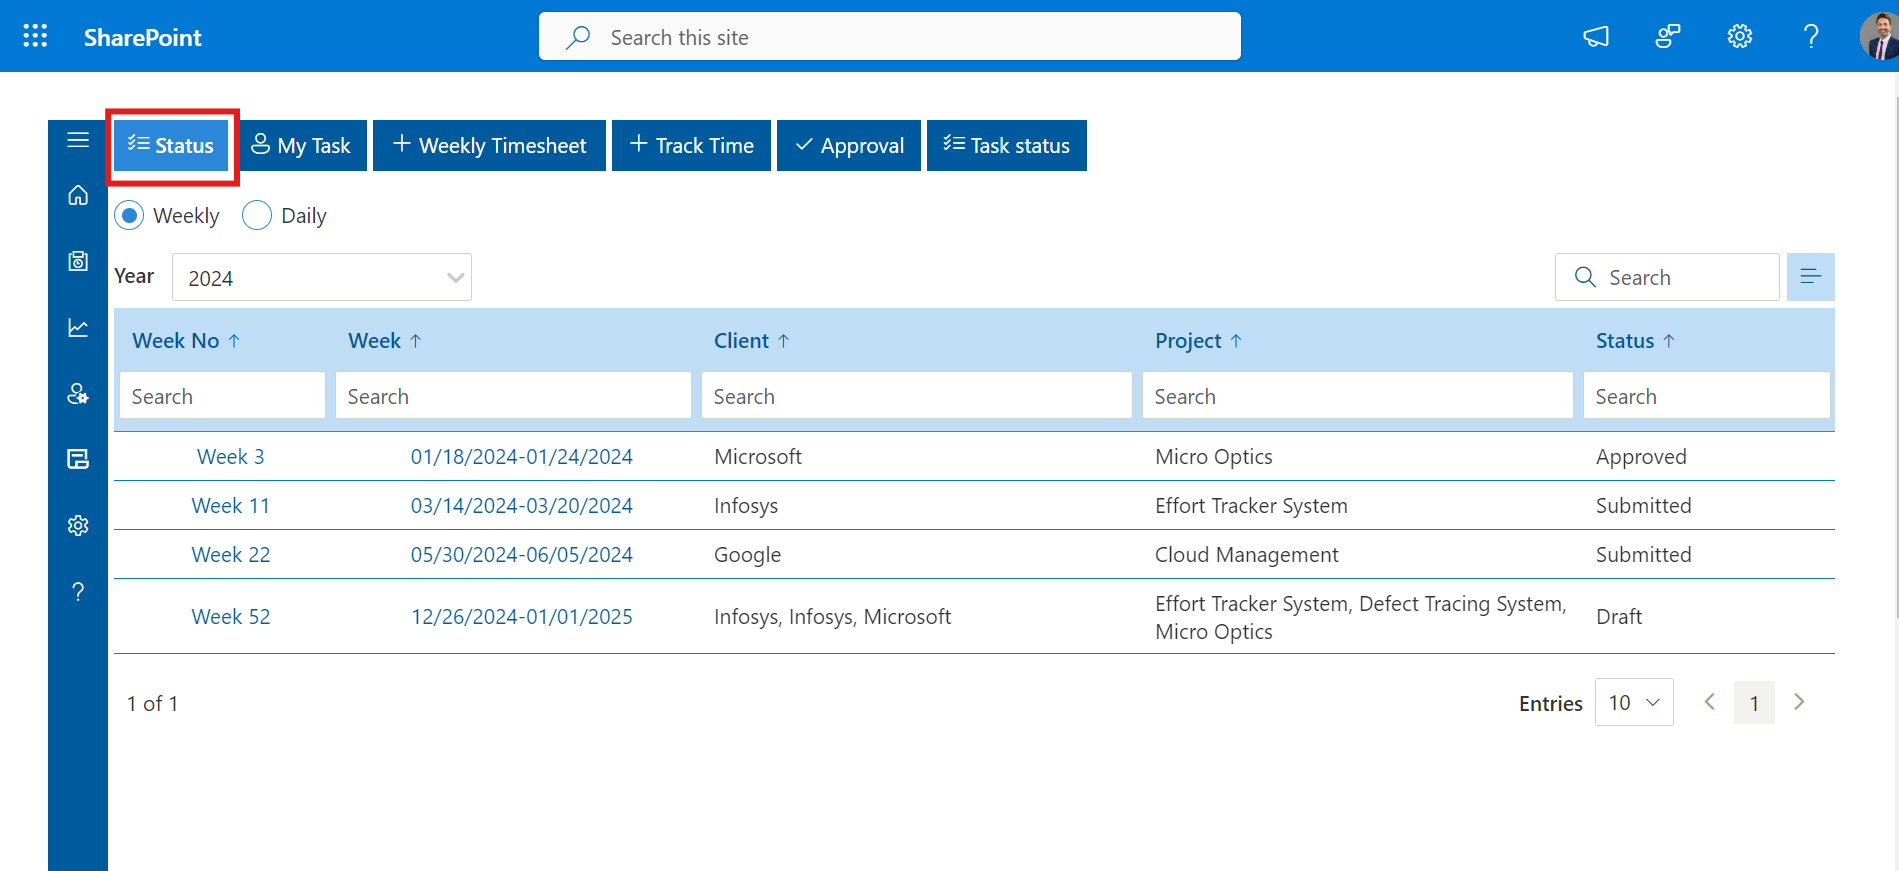 SharePoint
Search this site
?
Status
My Task
+ Weekly Timesheet
+ Track Time
Approval
Task status
Weekly
Daily
Year
2024
Search
Week No ↑
Week ↑
Client ↑
Project ↑
Status ↑
Search
Search
Search
Search
Search
Week 3 01/18/2024-01/24/2024 Microsoft Micro Optics Approved
Week 11 03/14/2024-03/20/2024 Infosys Effort Tracker System Submitted
Week 22 05/30/2024-06/05/2024 Google Cloud Management Submitted
Week 52 12/26/2024-01/01/2025 Infosys, Infosys, Microsoft Effort Tracker System, Defect Tracing System,
Micro Optics Draft
?
1 of 1
Entries 10 1